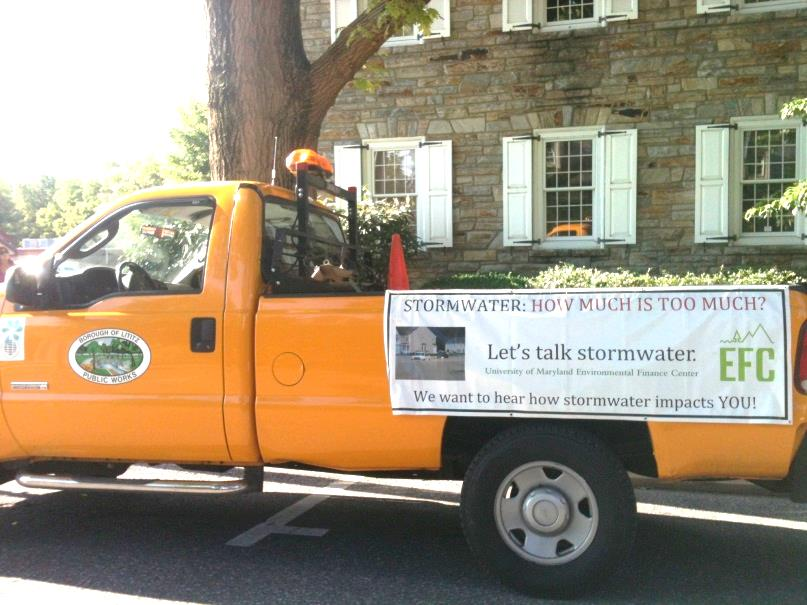 BOROUGH OF LITITZ
PUBLIC WORKS
STORMWATER: HOW MUCH IS TOO MUCH?
Let's talk stormwater.
University of Maryland Environmental Finance Center
EFC
We want to hear how stormwater impacts YOU!